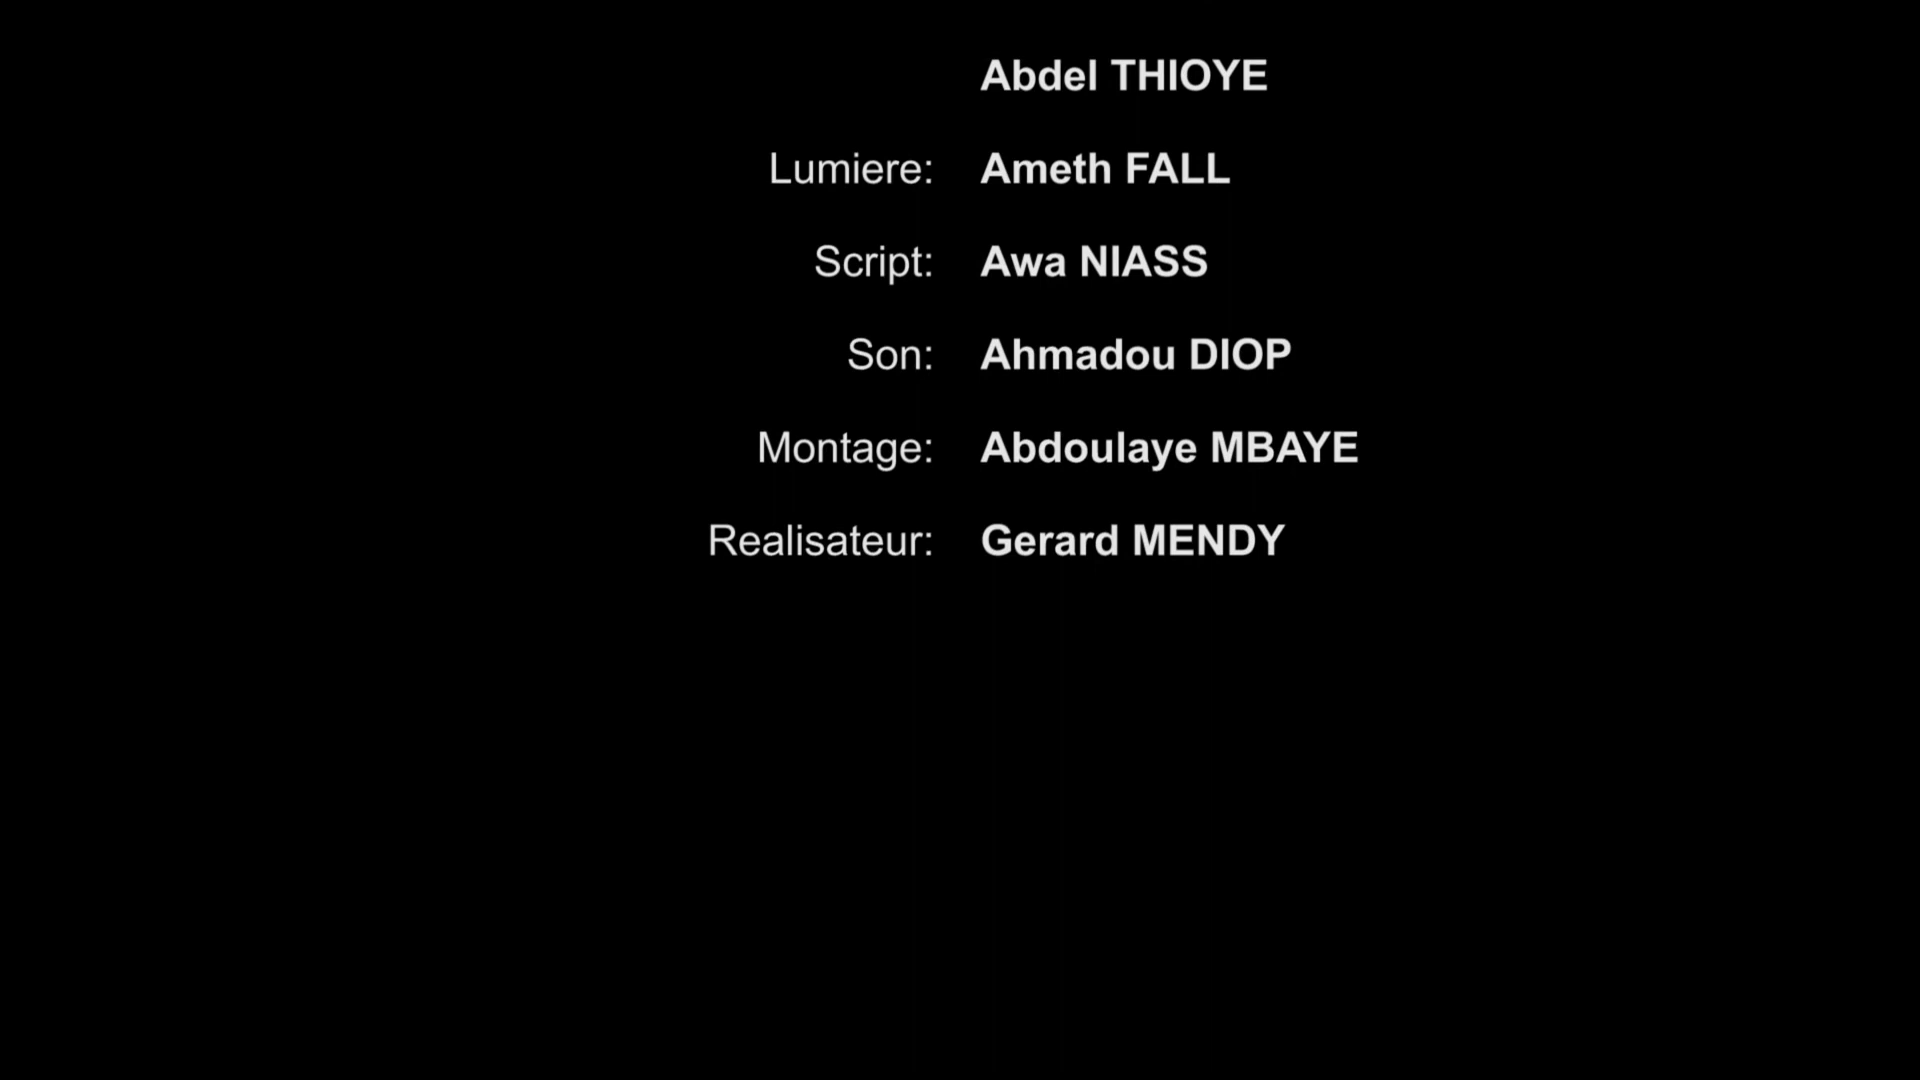 Abdel THIOYE
Lumiere: Ameth FALL
Script: Awa NIASS
Son: Ahmadou DIOP
Montage: Abdoulaye MBAYE
Realisateur: Gerard MENDY